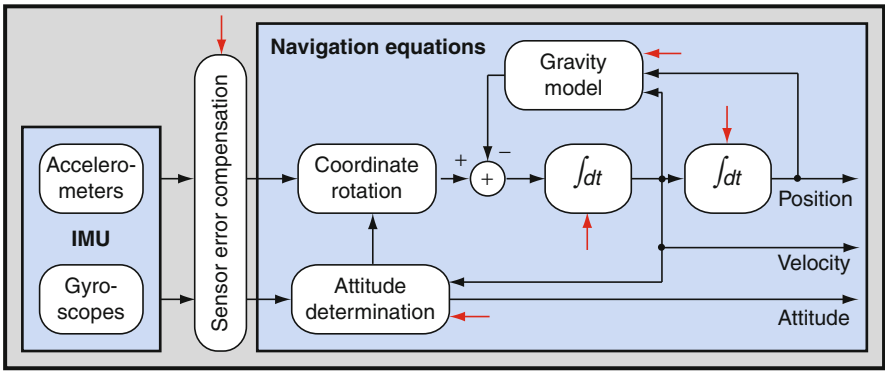 Navigation equations
Gravity
model
Accelero-
meters
IMU
Gyro-
scopes
Sensor error compensation
Coordinate
rotation
+
−
+
∫dt
∫dt
Position
Velocity
Attitude
determination
Attitude